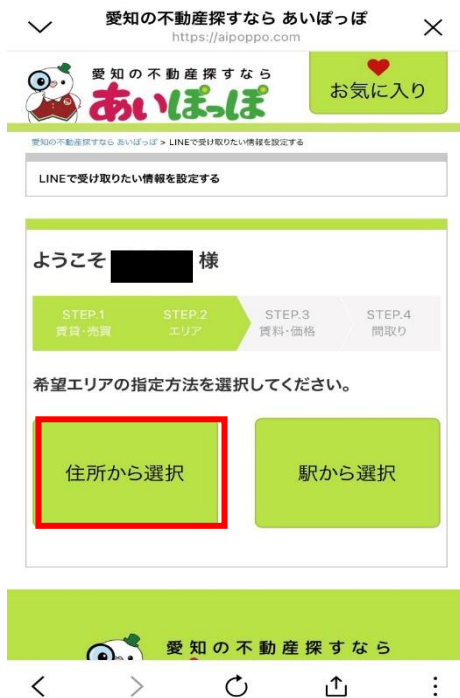 愛知の不動産探すなら あいぽっぽ
https://aipoppo.com
愛知の不動産探すなら
あいぽっぽ
お気に入り
愛知の不動産探すなら あいぽっぽ > LINEで受け取りたい情報を設定する
LINEで受け取りたい情報を設定する
ようこそ 様
STEP.1
賃貸・売買
STEP.2
エリア
STEP.3
賃料・価格
STEP.4
間取り
希望エリアの指定方法を選択してください。
住所から選択
駅から選択
愛知の不動産探すなら